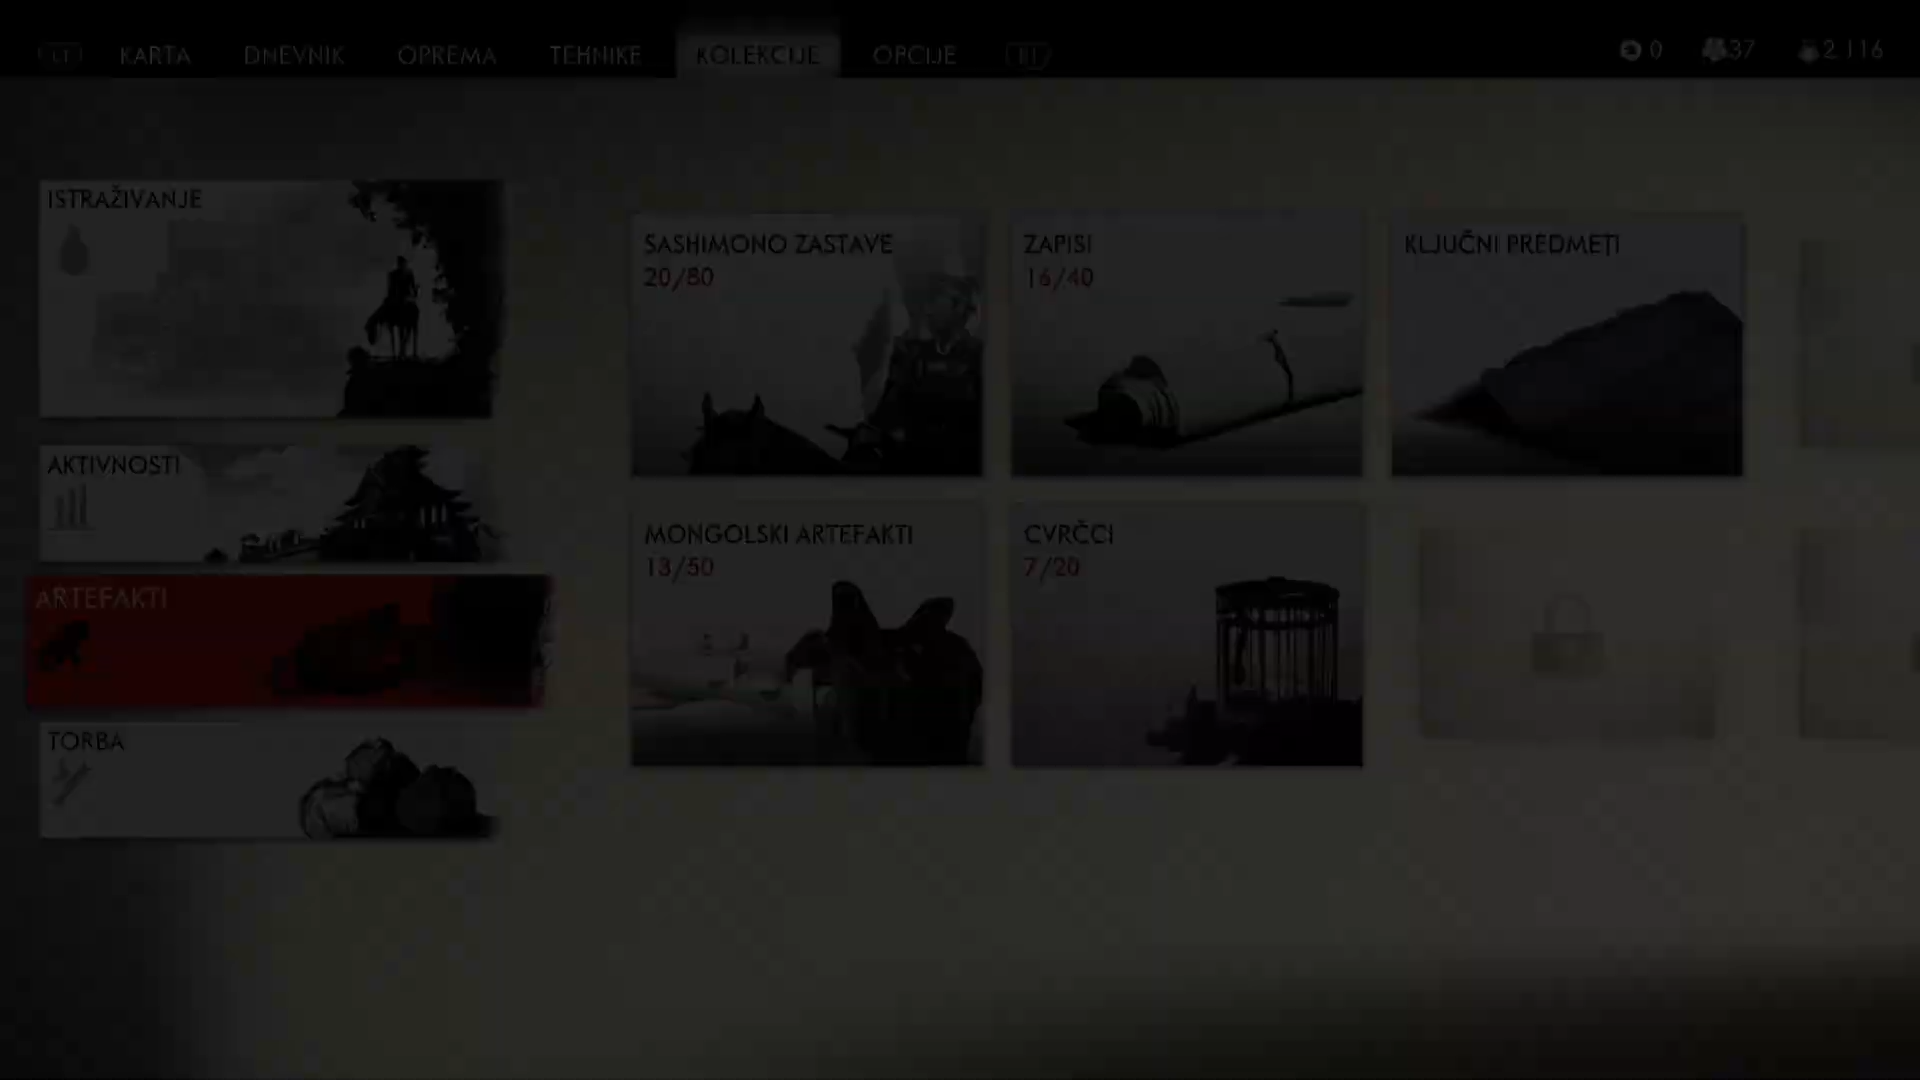 KARTA DNEVNIK OPREMA TEHNIKE KOLEKCIJE OPCIJE 0 37 2 116
ISTRAŽIVANJE
AKTIVNOSTI
ARTEFAKTI
TORBA
SASHIMONO ZASTAVE
20/80
ZAPISI
16/40
KLJUČNI PREDMETI
MONGOLSKI ARTEFAKTI
13/50
CVRČCI
7/20